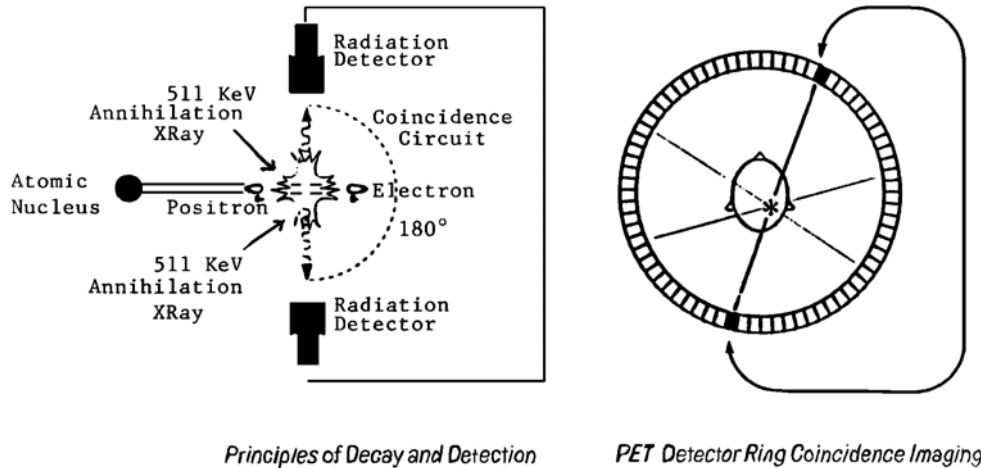 Radiation
Detector
511 KeV
Annihilation
XRay
Coincidence
Circuit
Atomic
Nucleus
Positron
Electron
180°
511 KeV
Annihilation
XRay
Radiation
Detector
*
Principles of Decay and Detection
PET Detector Ring Coincidence Imaging